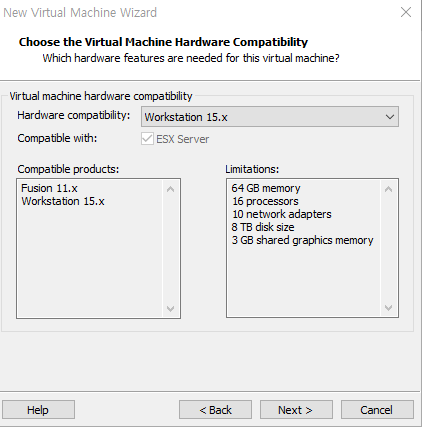 New Virtual Machine Wizard
Choose the Virtual Machine Hardware Compatibility
Which hardware features are needed for this virtual machine?
Virtual machine hardware compatibility
Hardware compatibility:
Workstation 15.x
Compatible with:
ESX Server
Compatible products:
Fusion 11.x
Workstation 15.x
Limitations:
64 GB memory
16 processors
10 network adapters
8 TB disk size
3 GB shared graphics memory
Help
< Back
Next >
Cancel